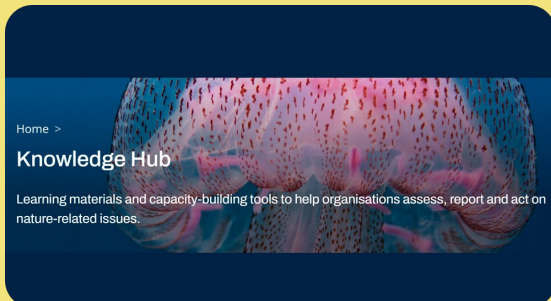 Home >
Knowledge Hub
Learning materials and capacity-building tools to help organisations assess, report and act on
nature-related issues.